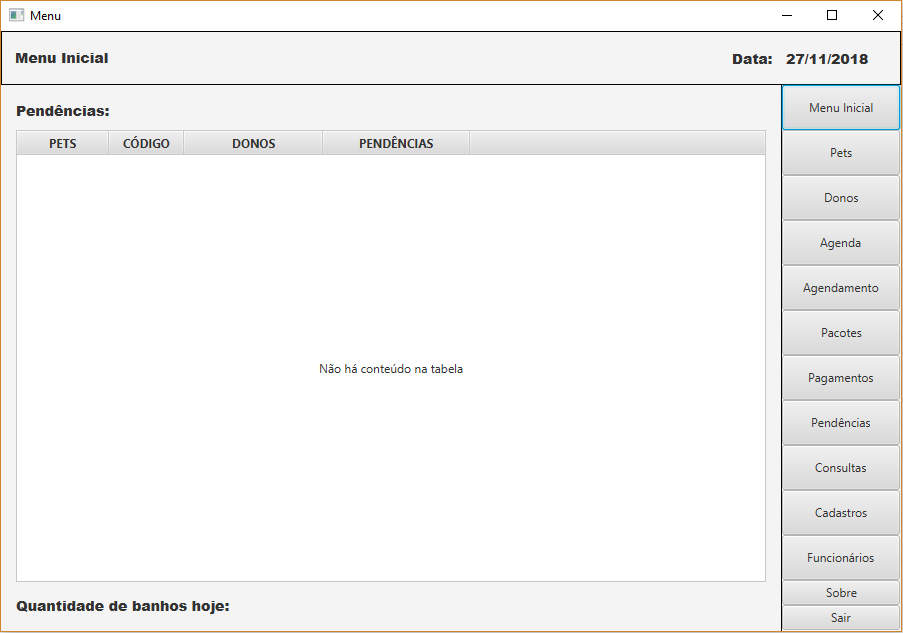 Menu
Menu Inicial
Data: 27/11/2018
Pendências:
PETS CÓDIGO DONOS PENDÊNCIAS
Não há conteúdo na tabela
Quantidade de banhos hoje:
Menu Inicial
Pets
Donos
Agenda
Agendamento
Pacotes
Pagamentos
Pendências
Consultas
Cadastros
Funcionários
Sobre
Sair